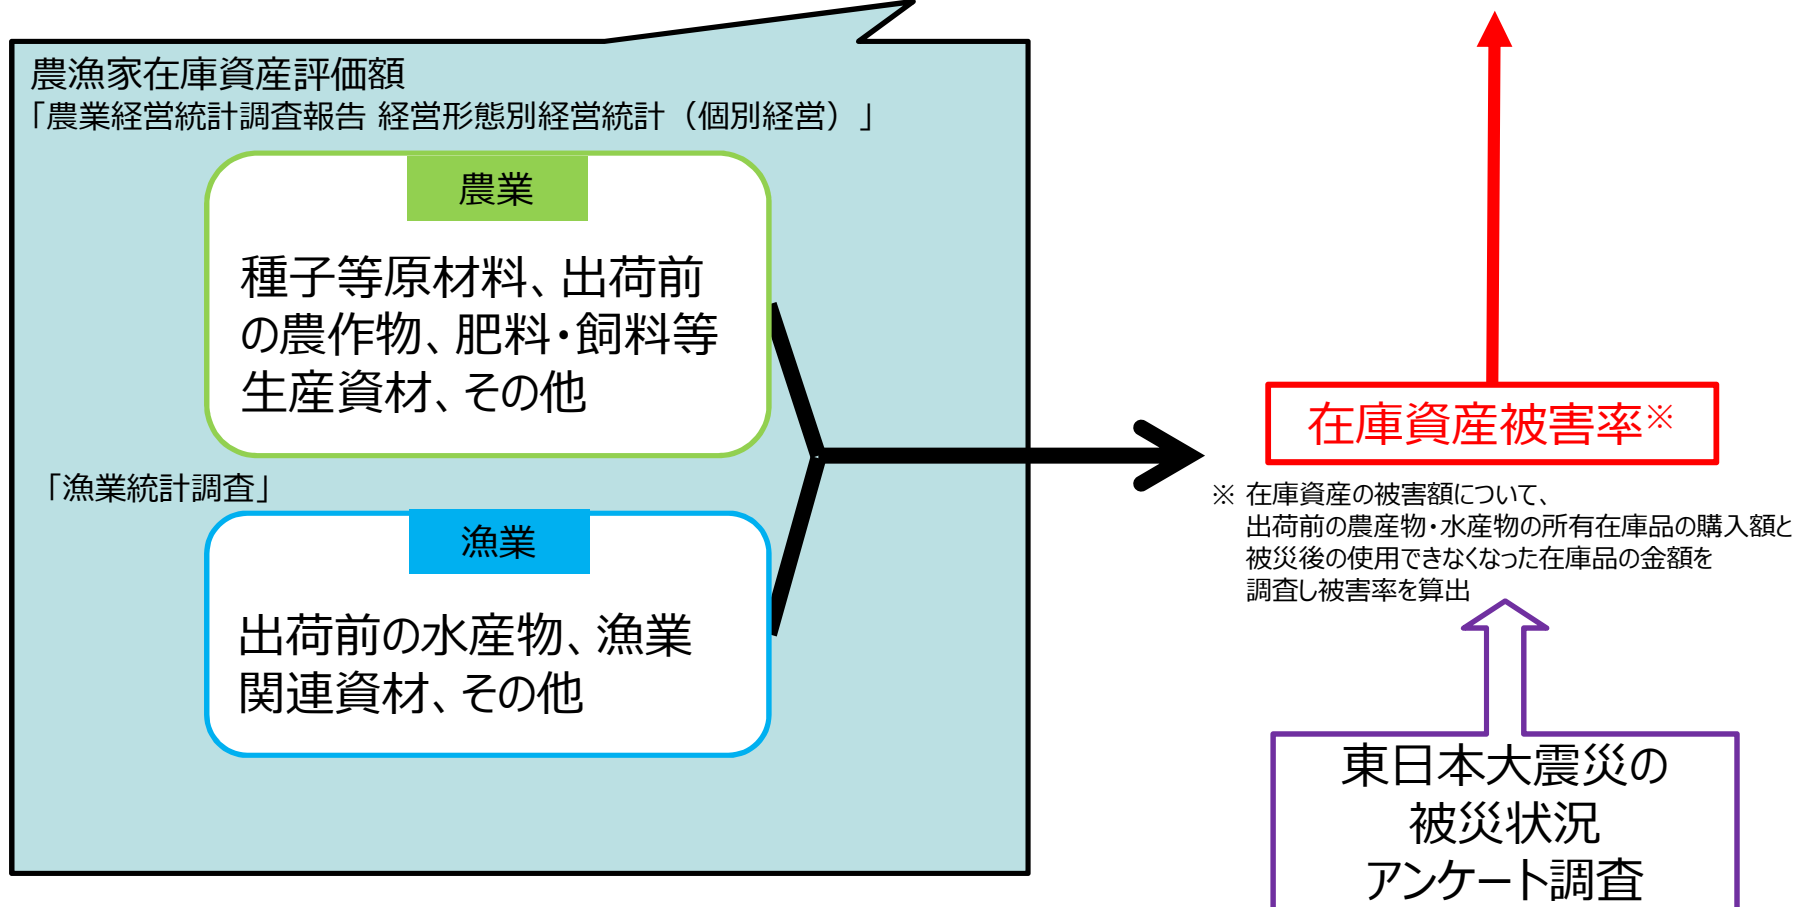 農漁家在庫資産評価額
「農業経営統計調査報告 経営形態別経営統計（個別経営）」
農業
種子等原材料、出荷前
の農作物、肥料・飼料等
生産資材、その他
「漁業統計調査」
漁業
出荷前の水産物、漁業
関連資材、その他
在庫資産被害率※
※ 在庫資産の被害額について、
出荷前の農産物・水産物の所有在庫品の購入額と
被災後の使用できなくなった在庫品の金額を
調査し被害率を算出
東日本大震災の
被災状況
アンケート調査